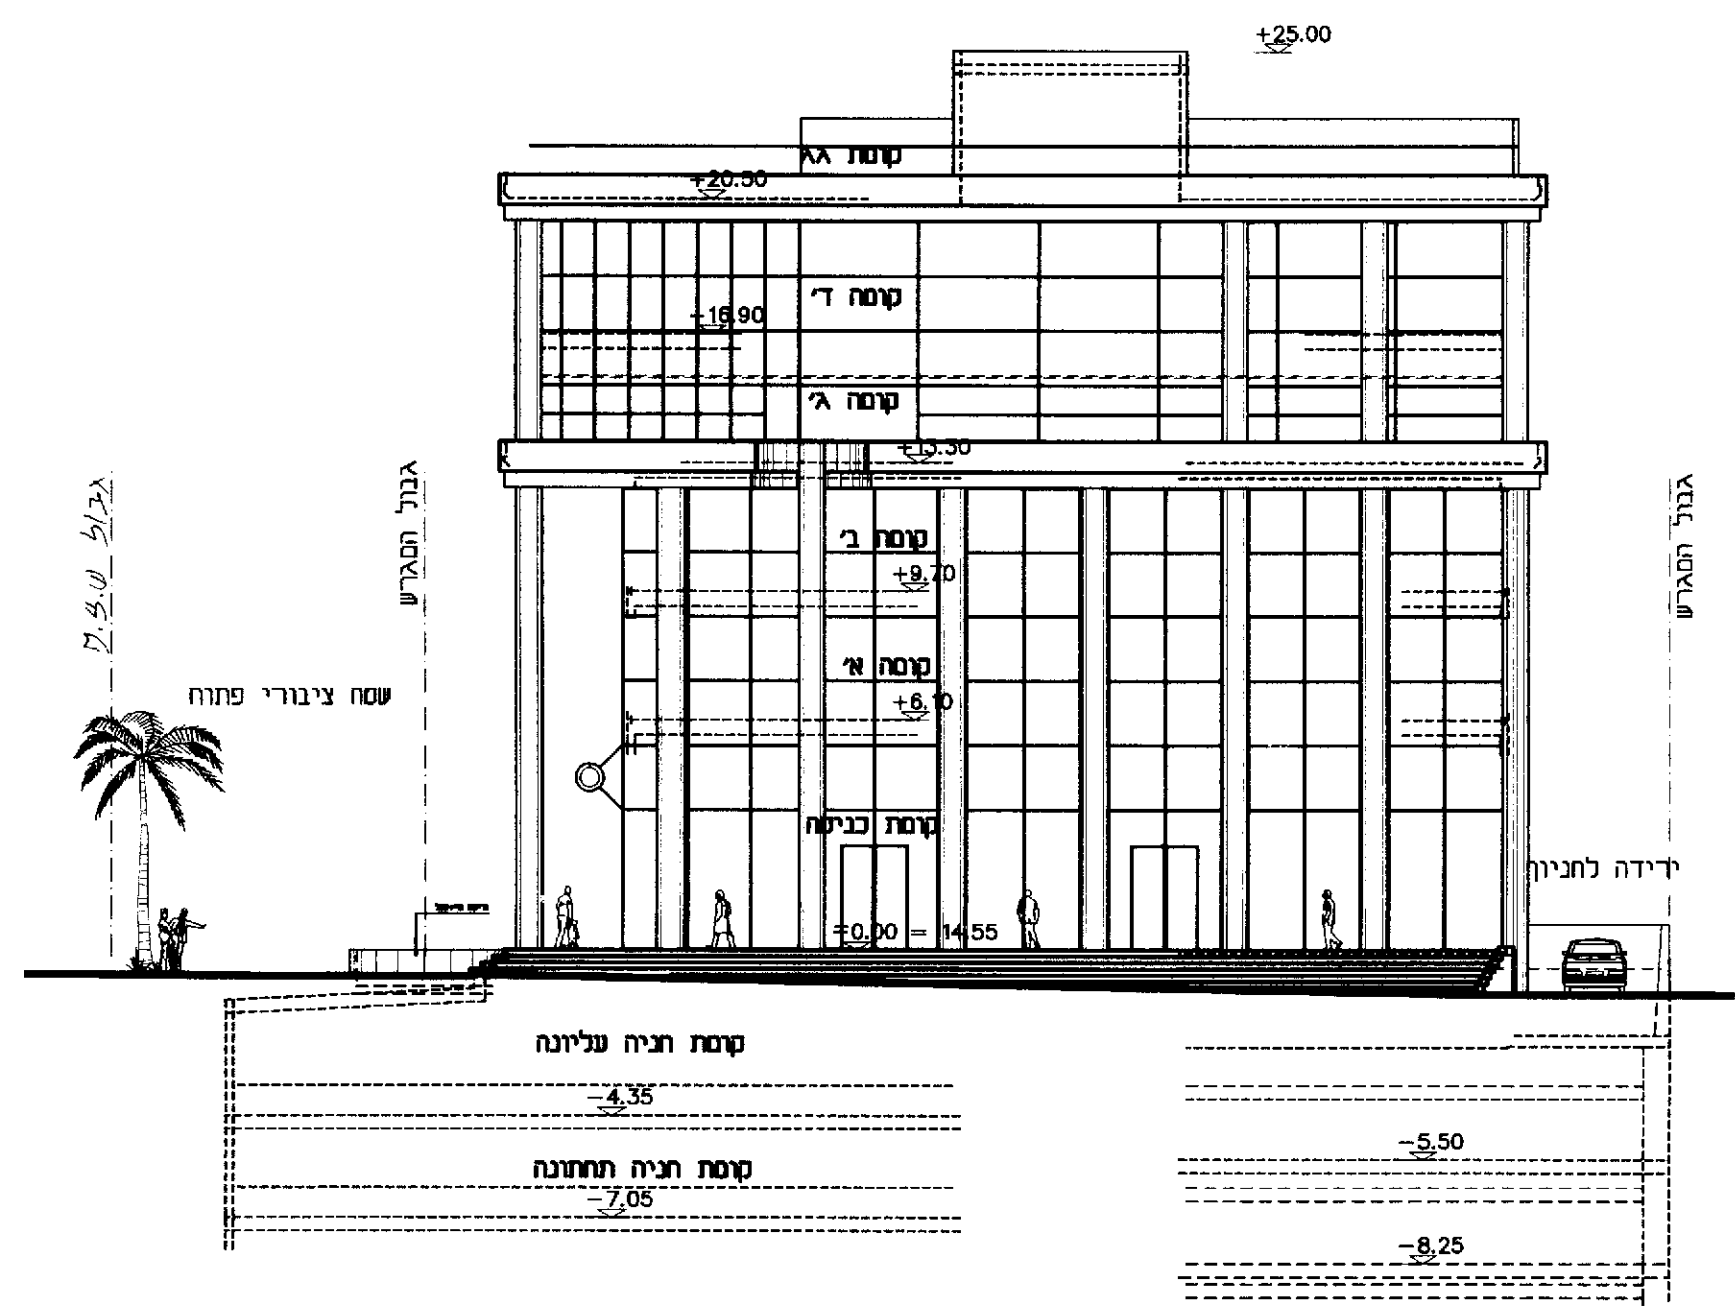 +25.00
קומת גג
+20.50
קומה ד׳
+16.90
קומה ג׳
+13.30
גבול ש.צ.פ
גבול המגרש
גבול המגרש
קומת ב׳
+9.70
קומה א׳
+6.10
שטח ציבורי פתוח
קומת כניסה
ירידה לחניון
0.00 = 14.55
קומת חניה עליונה
-4.35
-5.50
קומת חניה תחתונה
-7.05
-8.25